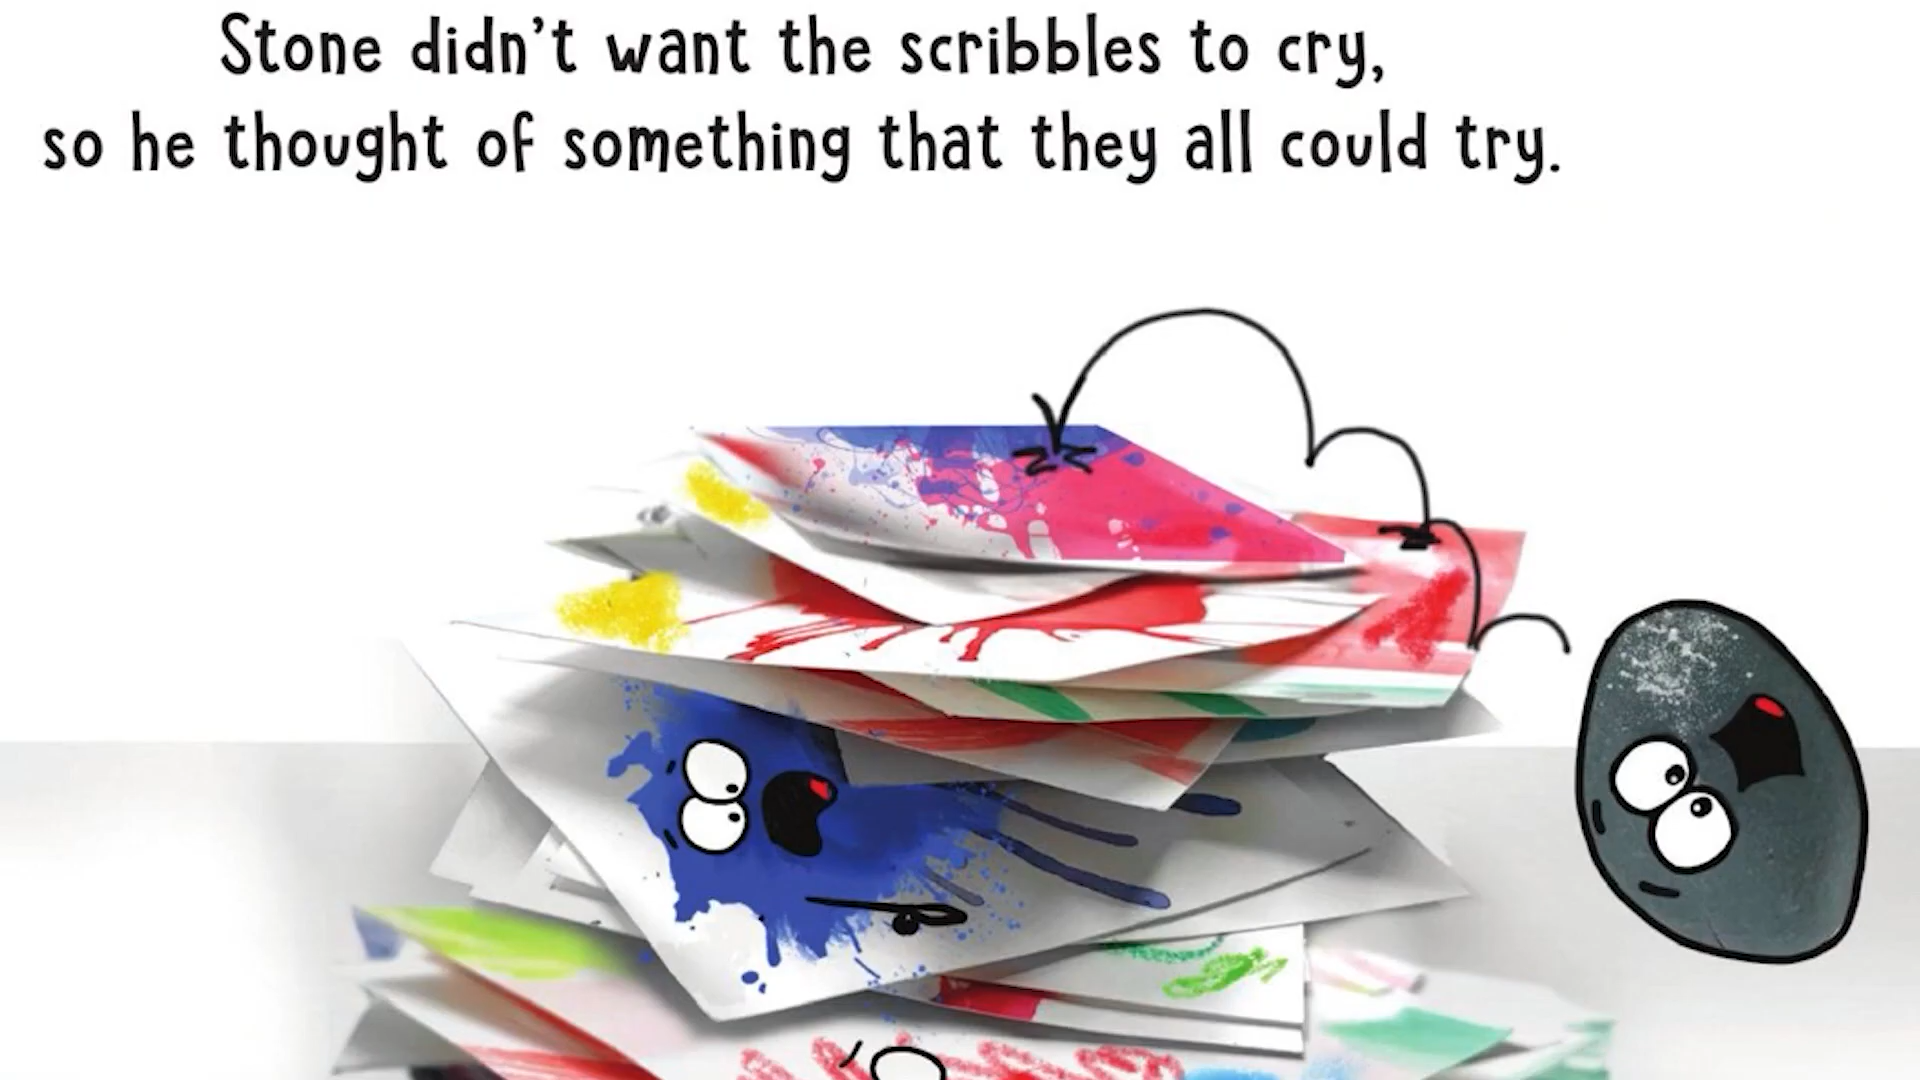 Stone didn't want the scribbles to cry,
so he thought of something that they all could try.